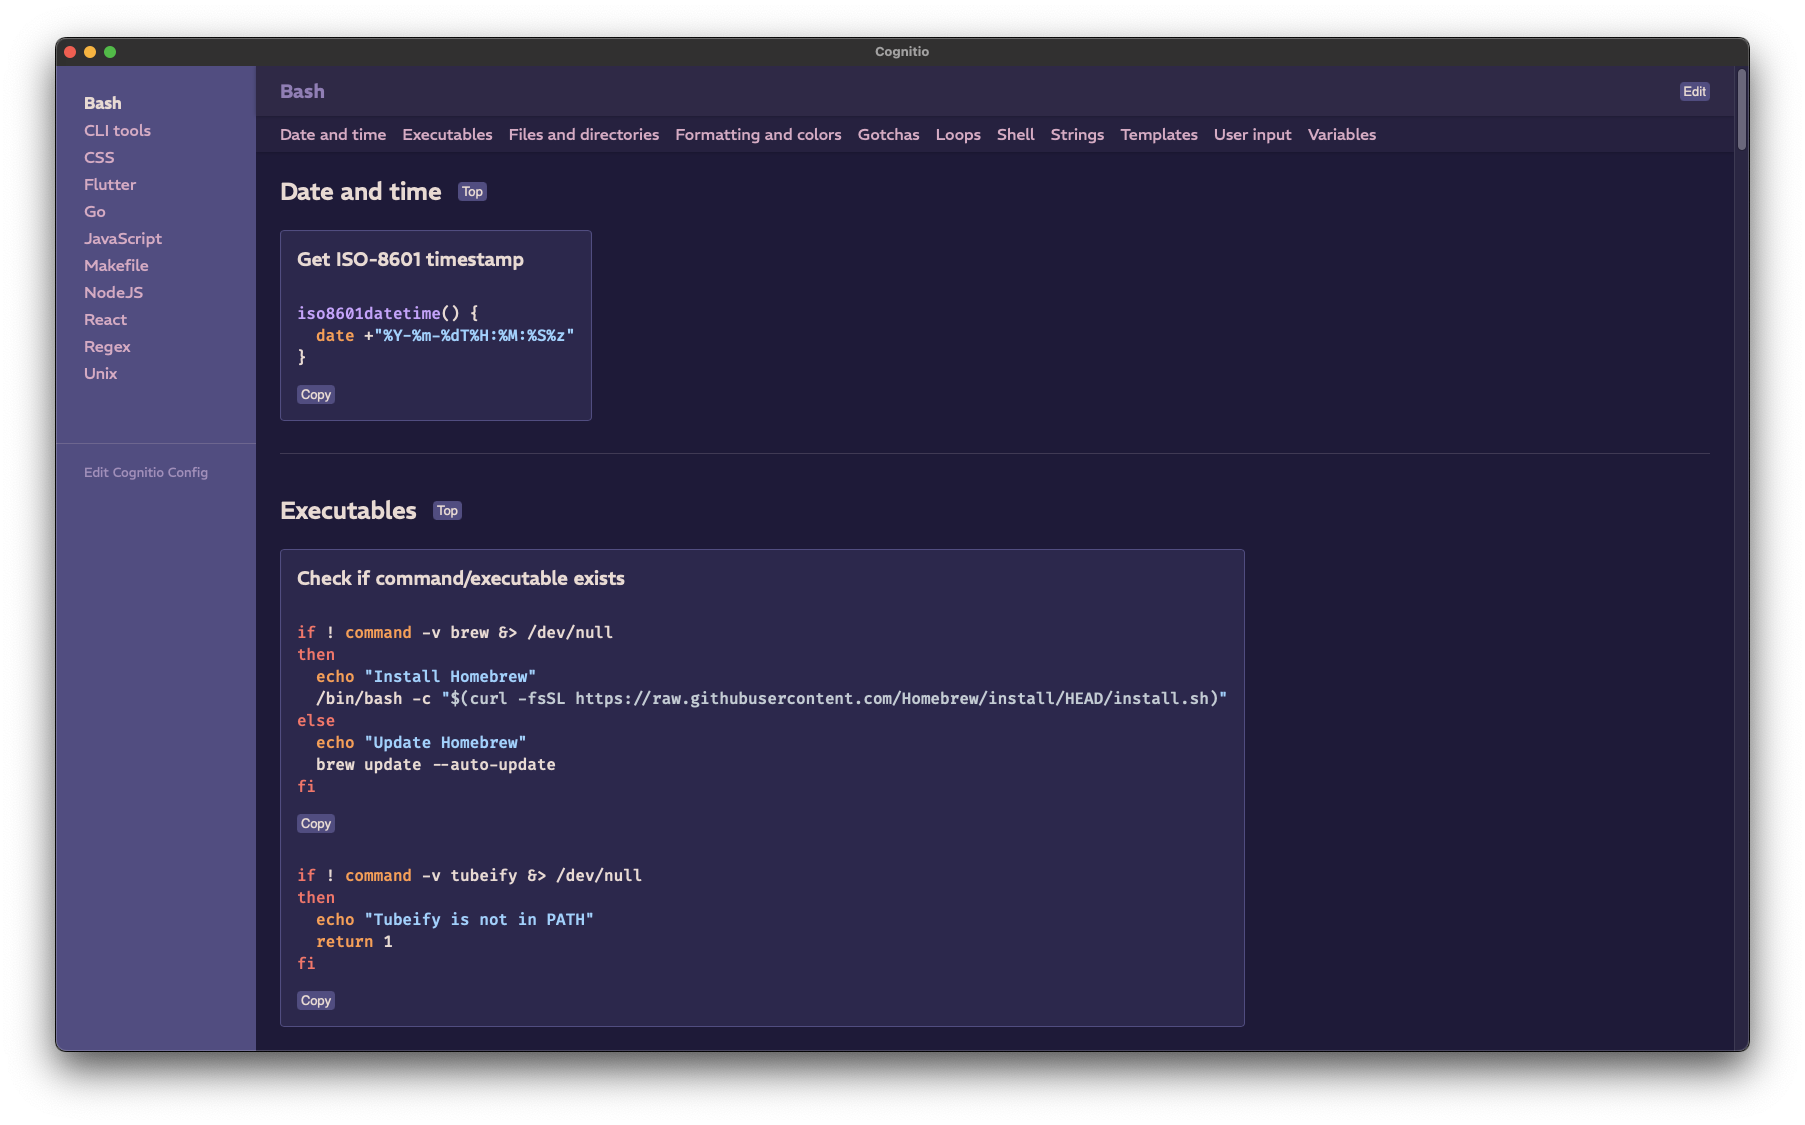 Cognitio
Bash
CLI tools
CSS
Flutter
Go
JavaScript
Makefile
NodeJS
React
Regex
Unix
Edit Cognitio Config
Bash
Edit
Date and time Executables Files and directories Formatting and colors Gotchas Loops Shell Strings Templates User input Variables
Date and time Top
Get ISO-8601 timestamp
iso8601datetime() {
  date +"%Y-%m-%dT%H:%M:%S%z"
}
Copy
Executables Top
Check if command/executable exists
if ! command -v brew &> /dev/null
then
  echo "Install Homebrew"
  /bin/bash -c "$(curl -fsSL https://raw.githubusercontent.com/Homebrew/install/HEAD/install.sh)"
else
  echo "Update Homebrew"
  brew update --auto-update
fi
Copy
if ! command -v tubeify &> /dev/null
then
  echo "Tubeify is not in PATH"
  return 1
fi
Copy